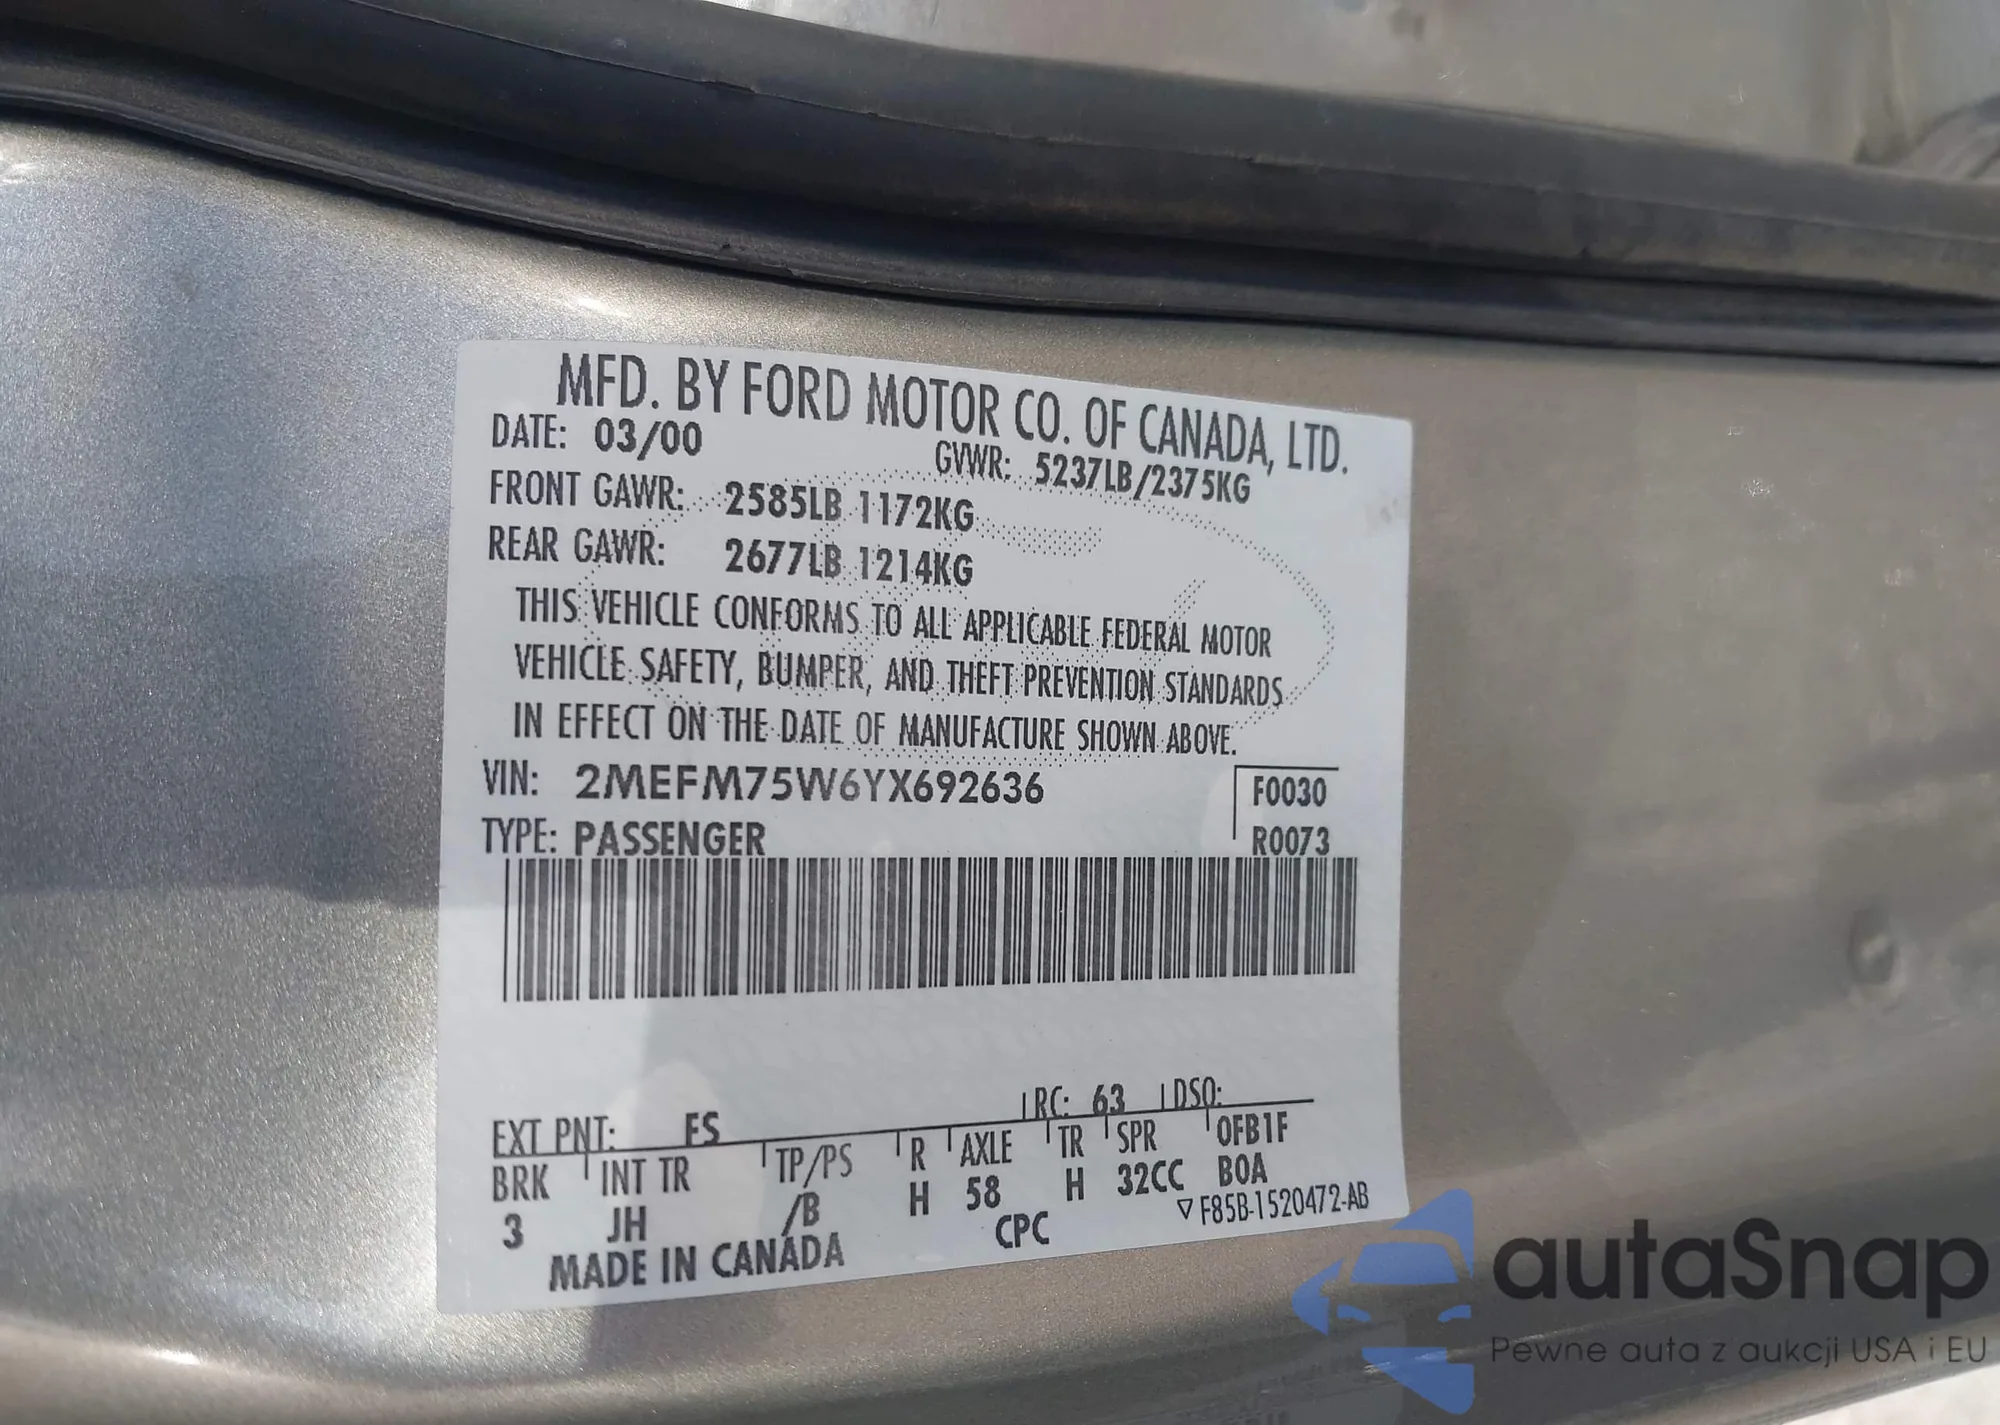 MFD. BY FORD MOTOR CO. OF CANADA, LTD.
DATE: 03/00 GVWR: 5237LB/2375KG
FRONT GAWR: 2585LB 1172KG
REAR GAWR: 2677LB 1214KG
THIS VEHICLE CONFORMS TO ALL APPLICABLE FEDERAL MOTOR
VEHICLE SAFETY, BUMPER, AND THEFT PREVENTION STANDARDS
IN EFFECT ON THE DATE OF MANUFACTURE SHOWN ABOVE.
VIN: 2MEFM75W6YX692636 F0030
TYPE: PASSENGER R0073
EXT PNT: FS RC: 63 DSO:
BRK INT TR TP/PS R AXLE TR SPR 0FB1F
3 JH /B H 58 H 32CC B0A
MADE IN CANADA CPC ▽ F85B-1520472-AB
autaSnap
Pewne auta z aukcji USA i EU